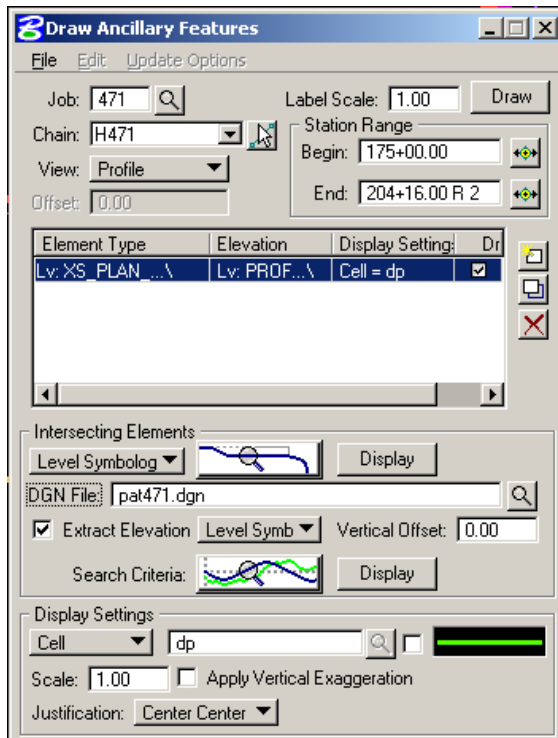 Draw Ancillary Features
File Edit Update Options
Job: 471 Label Scale: 1.00 Draw
Chain: H471 Station Range
Begin: 175+00.00
View: Profile
End: 204+16.00 R 2
Offset: 0.00
Element Type Elevation Display Setting: Dr
Lv: XS_PLAN_...\ Lv: PROF...\ Cell = dp
Intersecting Elements
Level Symbolog Display
DGN File: pat471.dgn
Extract Elevation Level Symb Vertical Offset: 0.00
Search Criteria: Display
Display Settings
Cell dp
Scale: 1.00 Apply Vertical Exaggeration
Justification: Center Center